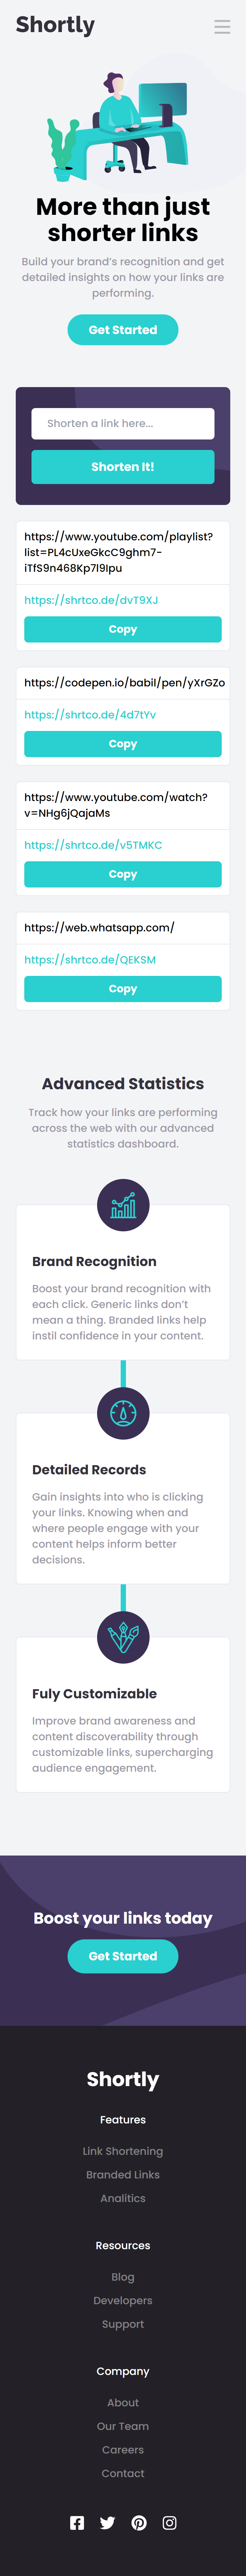 Shortly
More than just
shorter links
Build your brand's recognition and get
detailed insights on how your links are
performing.
Get Started
Shorten a link here...
Shorten It!
https://www.youtube.com/playlist?
list=PL4cUxeGkcC9ghm7-
iTfS9n468Kp7l9Ipu
https://shrtco.de/dvT9XJ
Copy
https://codepen.io/babil/pen/yXrGZo
https://shrtco.de/4d7tYv
Copy
https://www.youtube.com/watch?
v=NHg6jQajaMs
https://shrtco.de/v5TMKC
Copy
https://web.whatsapp.com/
https://shrtco.de/QEKSM
Copy
Advanced Statistics
Track how your links are performing
across the web with our advanced
statistics dashboard.
Brand Recognition
Boost your brand recognition with
each click. Generic links don't
mean a thing. Branded links help
instil confidence in your content.
Detailed Records
Gain insights into who is clicking
your links. Knowing when and
where people engage with your
content helps inform better
decisions.
Fuly Customizable
Improve brand awareness and
content discoverability through
customizable links, supercharging
audience engagement.
Boost your links today
Get Started
Shortly
Features
Link Shortening
Branded Links
Analitics
Resources
Blog
Developers
Support
Company
About
Our Team
Careers
Contact